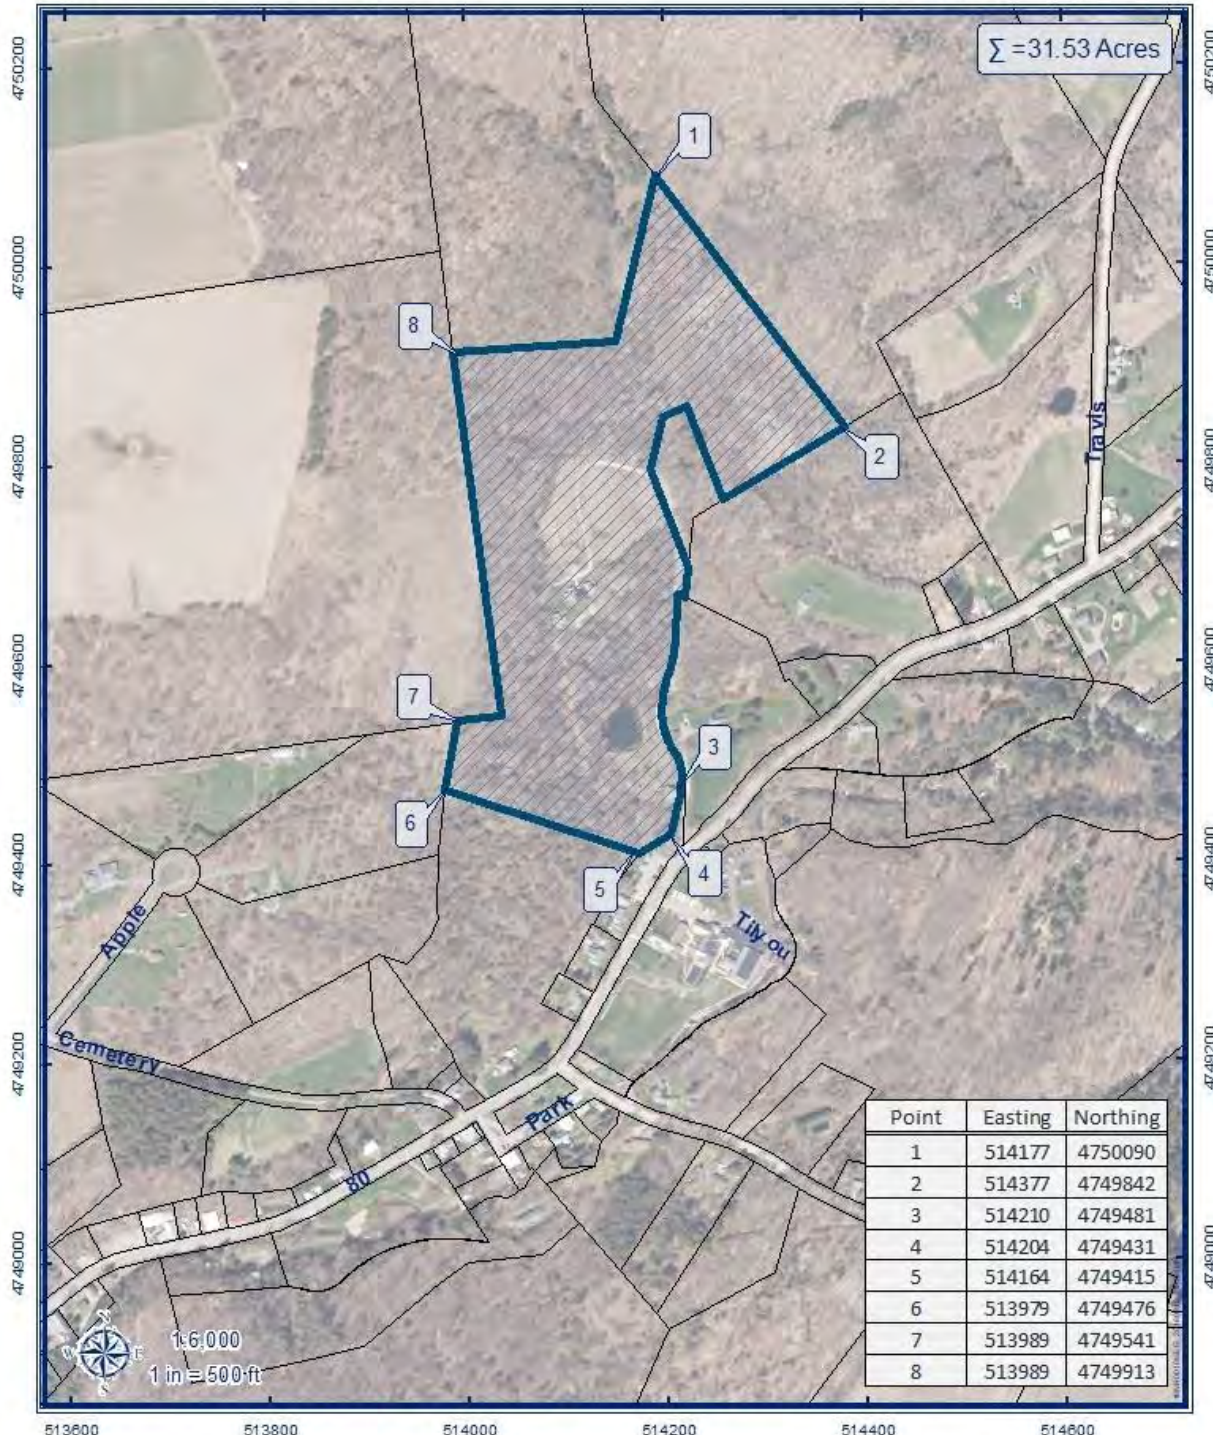 ∑ =31.53 Acres
4750200
4750200
1
4750000
4750000
8
Travis
2
4749800
4749800
4749600
4749600
7
3
6
4749400
4749400
5
4
Apple
Tilyou
Cemetery
4749200
4749200
Park
80
Point Easting Northing
1 514177 4750090
2 514377 4749842
3 514210 4749481
4 514204 4749431
5 514164 4749415
6 513979 4749476
7 513989 4749541
8 513989 4749913
4749000
4749000
N
W E
S
1:6,000
1 in = 500 ft
513600 513800 514000 514200 514400 514600